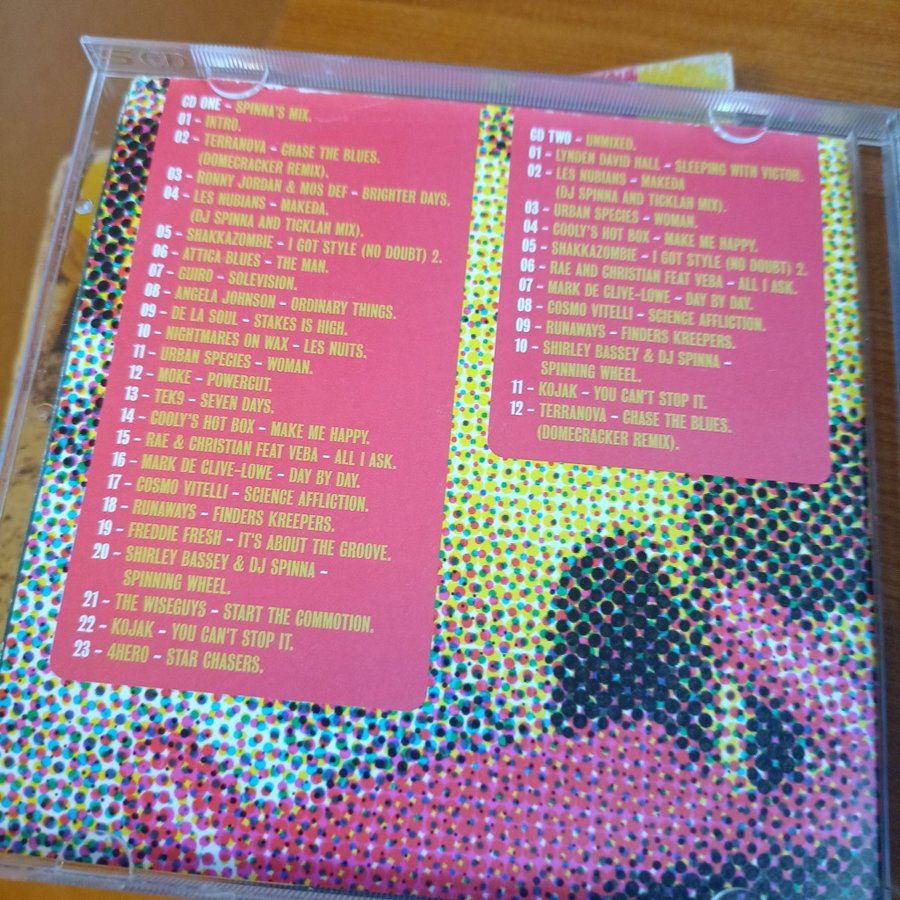 CD ONE - SPINNA'S MIX.
01 - INTRO.
02 - TERRANOVA - CHASE THE BLUES.
(DOMECRACKER REMIX).
03 - RONNY JORDAN & MOS DEF - BRIGHTER DAYS.
04 - LES NUBIANS - MAKEDA.
(DJ SPINNA AND TICKLAH MIX).
05 - SHAKKAZOMBIE - I GOT STYLE (NO DOUBT) 2.
06 - ATTICA BLUES - THE MAN.
07 - GUIRO - SOLEVISION.
08 - ANGELA JOHNSON - ORDINARY THINGS.
09 - DE LA SOUL - STAKES IS HIGH.
10 - NIGHTMARES ON WAX - LES NUITS.
11 - URBAN SPECIES - WOMAN.
12 - MOKE - POWERCUT.
13 - TEK9 - SEVEN DAYS.
14 - COOLY'S HOT BOX - MAKE ME HAPPY.
15 - RAE & CHRISTIAN FEAT VEBA - ALL I ASK.
16 - MARK DE CLIVE-LOWE - DAY BY DAY.
17 - COSMO VITELLI - SCIENCE AFFLICTION.
18 - RUNAWAYS - FINDERS KREEPERS.
19 - FREDDIE FRESH - IT'S ABOUT THE GROOVE.
20 - SHIRLEY BASSEY & DJ SPINNA -
SPINNING WHEEL.
21 - THE WISEGUYS - START THE COMMOTION.
22 - KOJAK - YOU CAN'T STOP IT.
23 - 4HERO - STAR CHASERS.
CD TWO - UNMIXED.
01 - LYNDEN DAVID HALL - SLEEPING WITH VICTOR.
02 - LES NUBIANS - MAKEDA
(DJ SPINNA AND TICKLAH MIX).
03 - URBAN SPECIES - WOMAN.
04 - COOLY'S HOT BOX - MAKE ME HAPPY.
05 - SHAKKAZOMBIE - I GOT STYLE (NO DOUBT) 2.
06 - RAE AND CHRISTIAN FEAT VEBA - ALL I ASK.
07 - MARK DE CLIVE-LOWE - DAY BY DAY.
08 - COSMO VITELLI - SCIENCE AFFLICTION.
09 - RUNAWAYS - FINDERS KREEPERS.
10 - SHIRLEY BASSEY & DJ SPINNA -
SPINNING WHEEL.
11 - KOJAK - YOU CAN'T STOP IT.
12 - TERRANOVA - CHASE THE BLUES.
(DOMECRACKER REMIX).